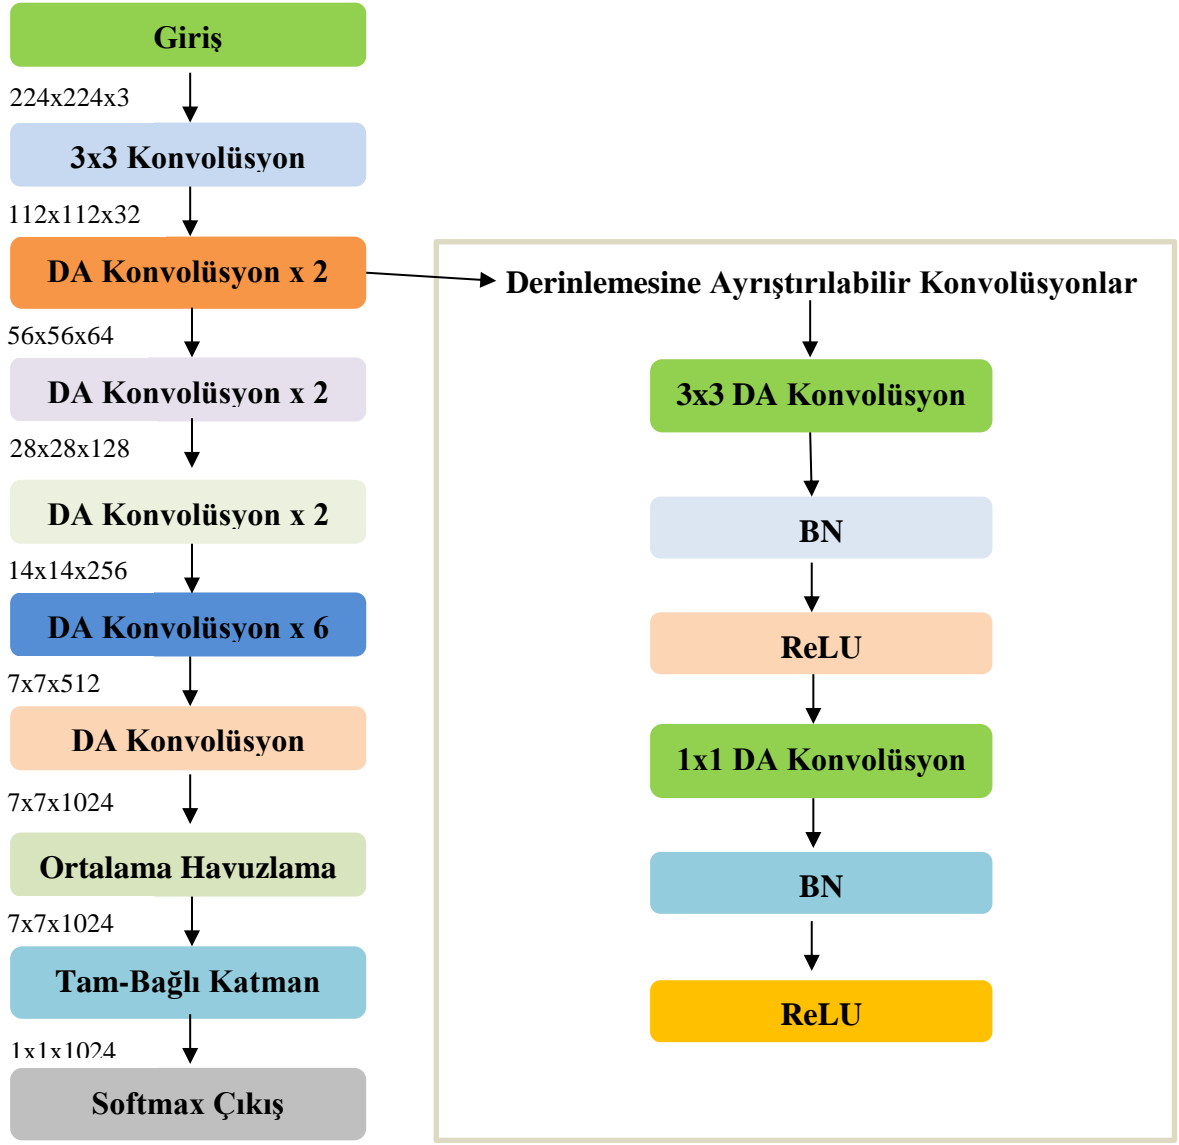 Giriş
224x224x3
3x3 Konvolüsyon
112x112x32
DA Konvolüsyon x 2
56x56x64
DA Konvolüsyon x 2
28x28x128
DA Konvolüsyon x 2
14x14x256
DA Konvolüsyon x 6
7x7x512
DA Konvolüsyon
7x7x1024
Ortalama Havuzlama
7x7x1024
Tam-Bağlı Katman
1x1x1024
Softmax Çıkış
Derinlemesine Ayrıştırılabilir Konvolüsyonlar
3x3 DA Konvolüsyon
BN
ReLU
1x1 DA Konvolüsyon
BN
ReLU